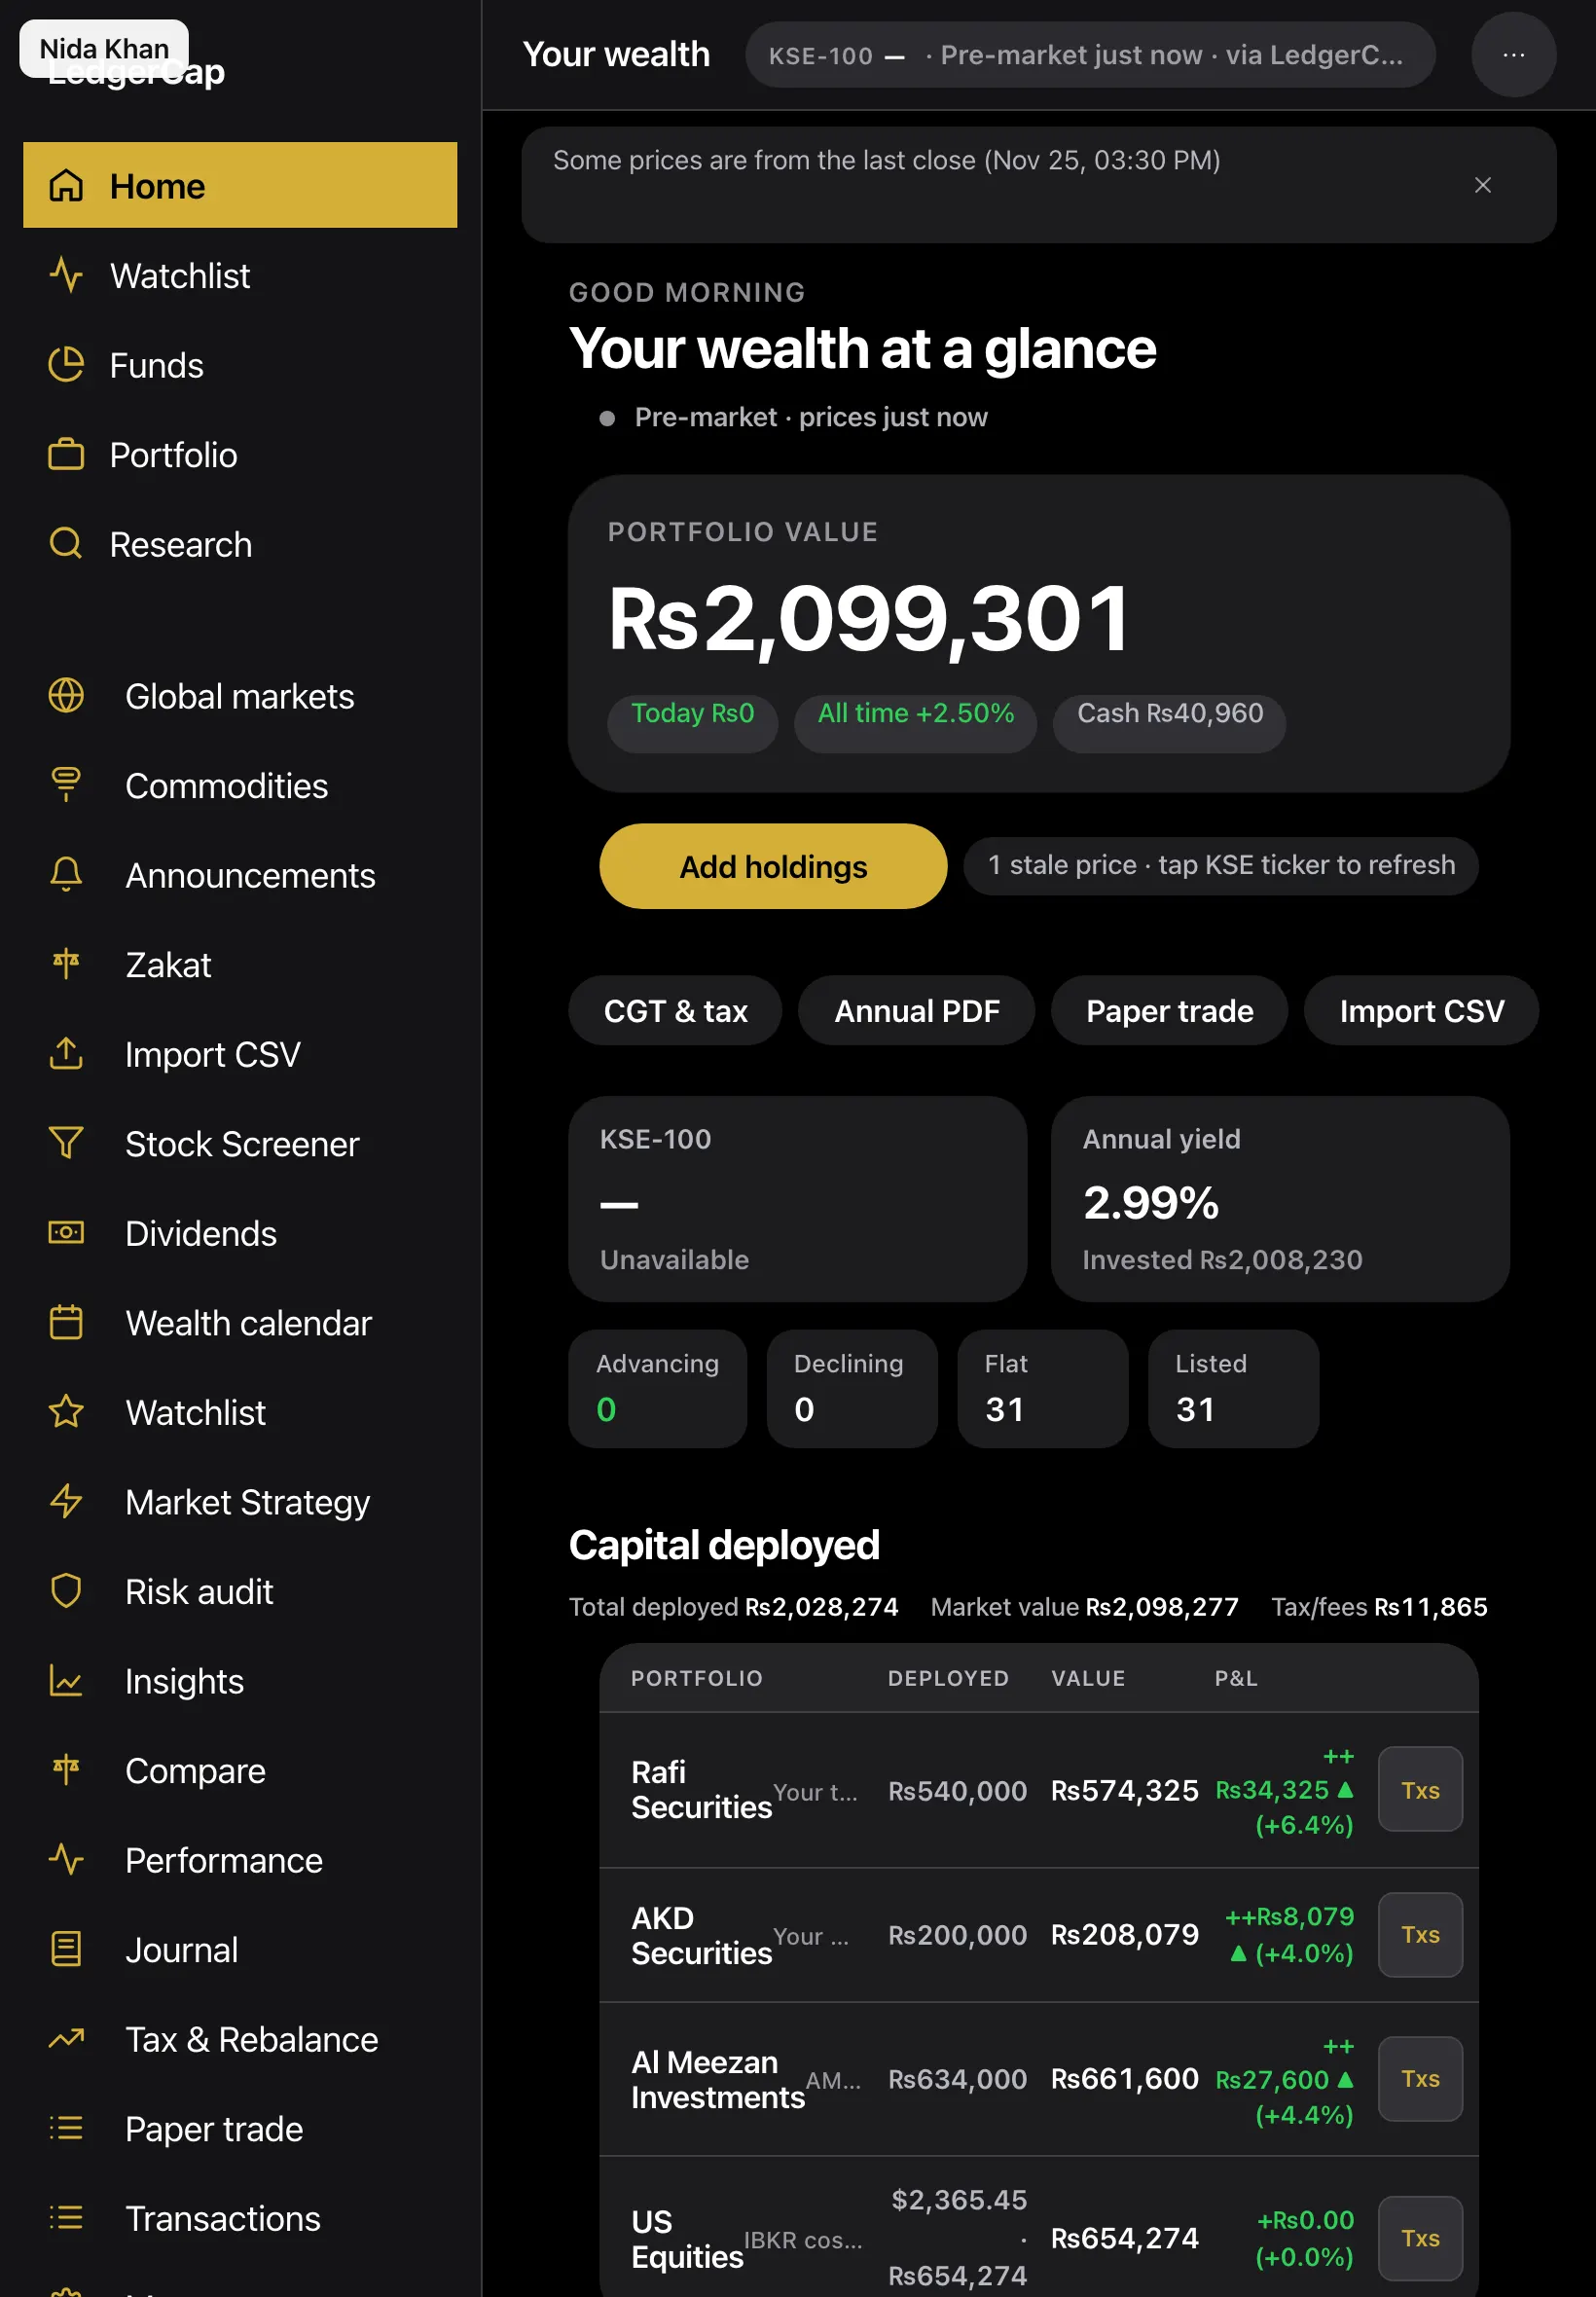 Nida Khan
LedgerCap
Home
Watchlist
Funds
Portfolio
Research
Global markets
Commodities
Announcements
Zakat
Import CSV
Stock Screener
Dividends
Wealth calendar
Watchlist
Market Strategy
Risk audit
Insights
Compare
Performance
Journal
Tax & Rebalance
Paper trade
Transactions
Your wealth
KSE-100 — · Pre-market just now · via LedgerC...
...
Some prices are from the last close (Nov 25, 03:30 PM)
GOOD MORNING
Your wealth at a glance
Pre-market · prices just now
PORTFOLIO VALUE
₨2,099,301
Today ₨0
All time +2.50%
Cash ₨40,960
Add holdings
1 stale price · tap KSE ticker to refresh
CGT & tax
Annual PDF
Paper trade
Import CSV
KSE-100
—
Unavailable
Annual yield
2.99%
Invested ₨2,008,230
Advancing
0
Declining
0
Flat
31
Listed
31
Capital deployed
Total deployed ₨2,028,274 Market value ₨2,098,277 Tax/fees ₨11,865
PORTFOLIO DEPLOYED VALUE P&L
Rafi
Securities Your t... ₨540,000 ₨574,325
++
₨34,325 ▲
(+6.4%)
Txs
AKD
Securities Your ... ₨200,000 ₨208,079
++₨8,079
▲ (+4.0%)
Txs
Al Meezan
Investments AM... ₨634,000 ₨661,600
++
₨27,600 ▲
(+4.4%)
Txs
US
Equities IBKR cos...
$2,365.45
·
₨654,274
₨654,274
+₨0.00
(+0.0%)
Txs